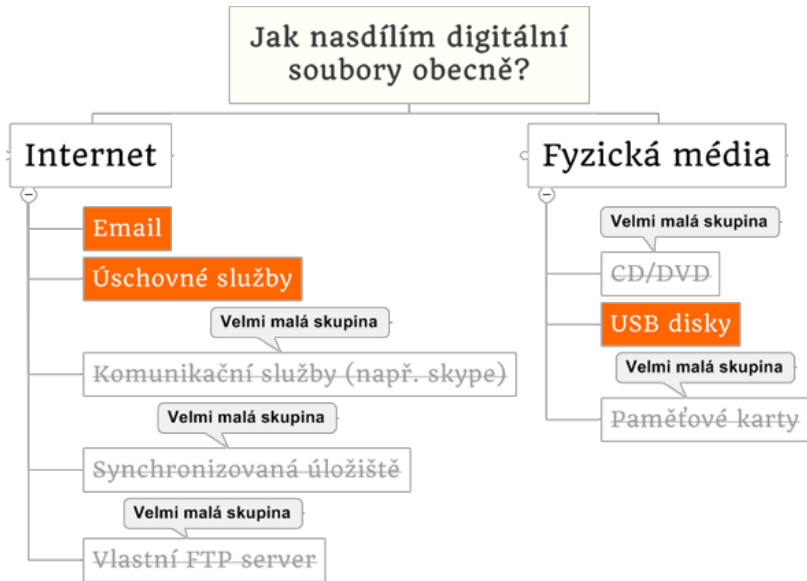 Jak nasdílím digitální
soubory obecně?
Internet
Email
Úschovné služby
Velmi malá skupina
Komunikační služby (např. skype)
Velmi malá skupina
Synchronizovaná úložiště
Velmi malá skupina
Vlastní FTP server
Fyzická média
Velmi malá skupina
CD/DVD
USB disky
Velmi malá skupina
Paměťové karty